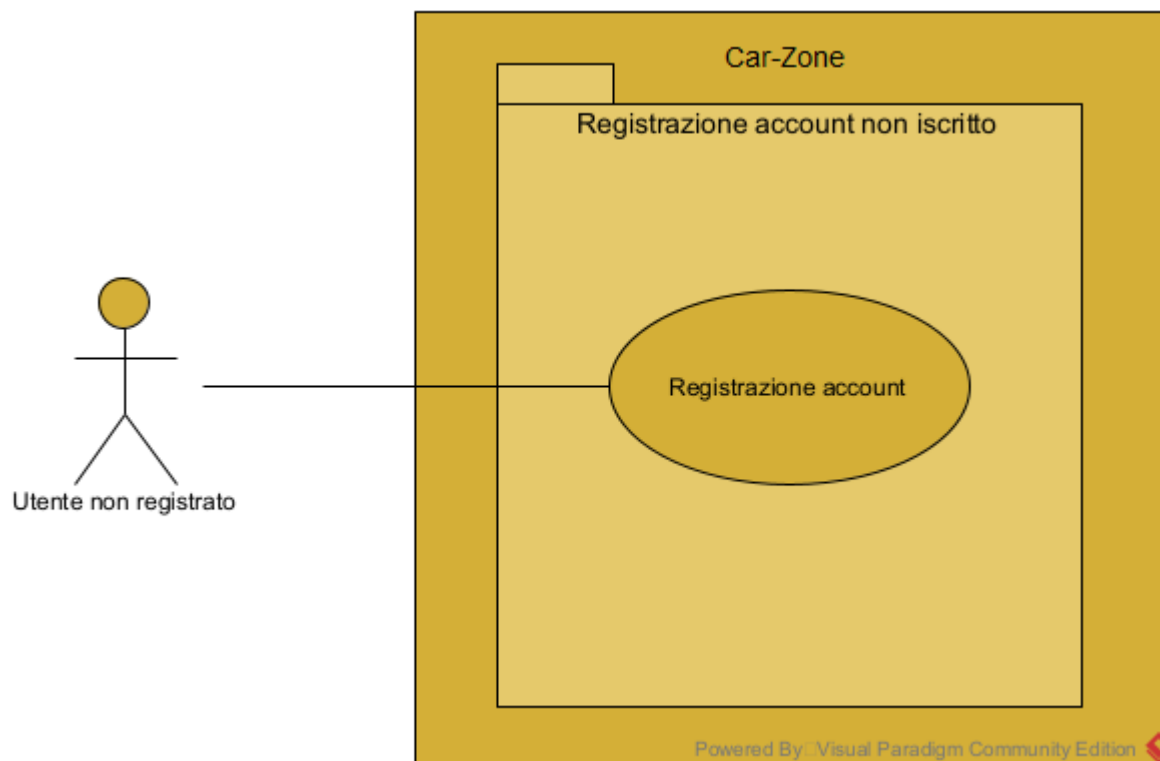 Car-Zone
Registrazione account non iscritto
Registrazione account
Utente non registrato
Powered By Visual Paradigm Community Edition